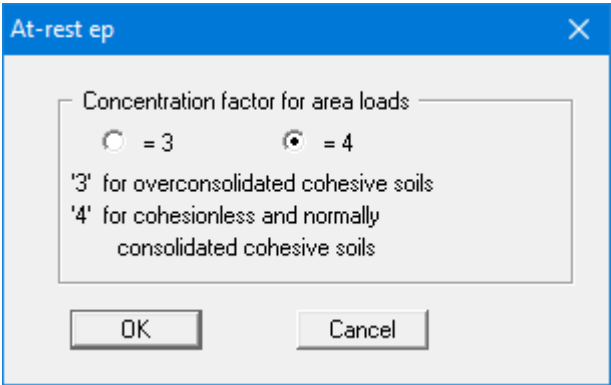 At-rest ep
Concentration factor for area loads
= 3 = 4
'3' for overconsolidated cohesive soils
'4' for cohesionless and normally
consolidated cohesive soils
OK Cancel